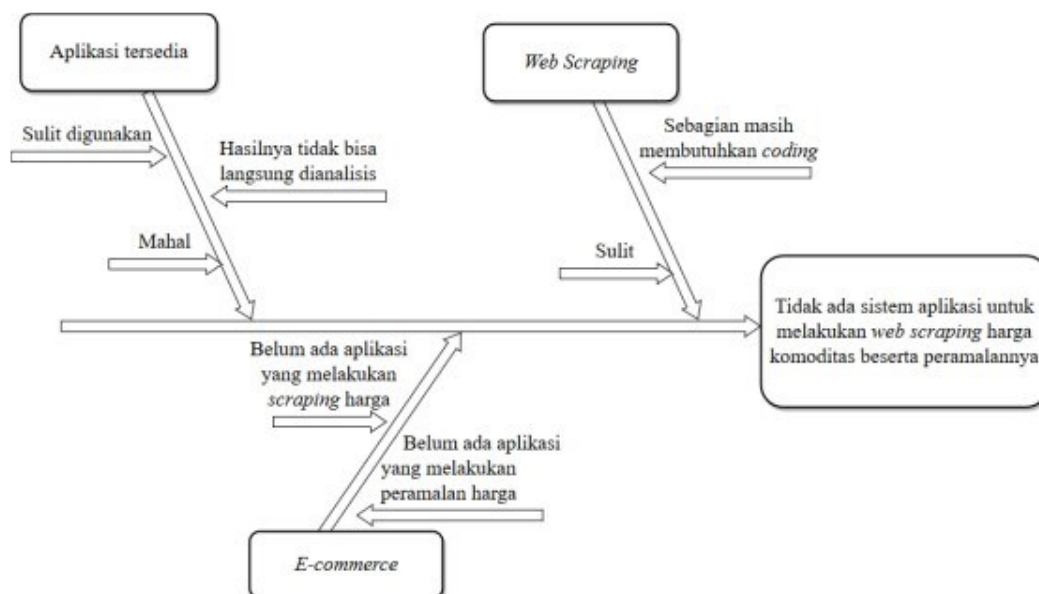 Aplikasi tersedia
Web Scraping
Sulit digunakan
Hasilnya tidak bisa
langsung dianalisis
Mahal
Sebagian masih
membutuhkan coding
Sulit
Tidak ada sistem aplikasi untuk
melakukan web scraping harga
komoditas beserta peramalannya
Belum ada aplikasi
yang melakukan
scraping harga
Belum ada aplikasi
yang melakukan
peramalan harga
E-commerce